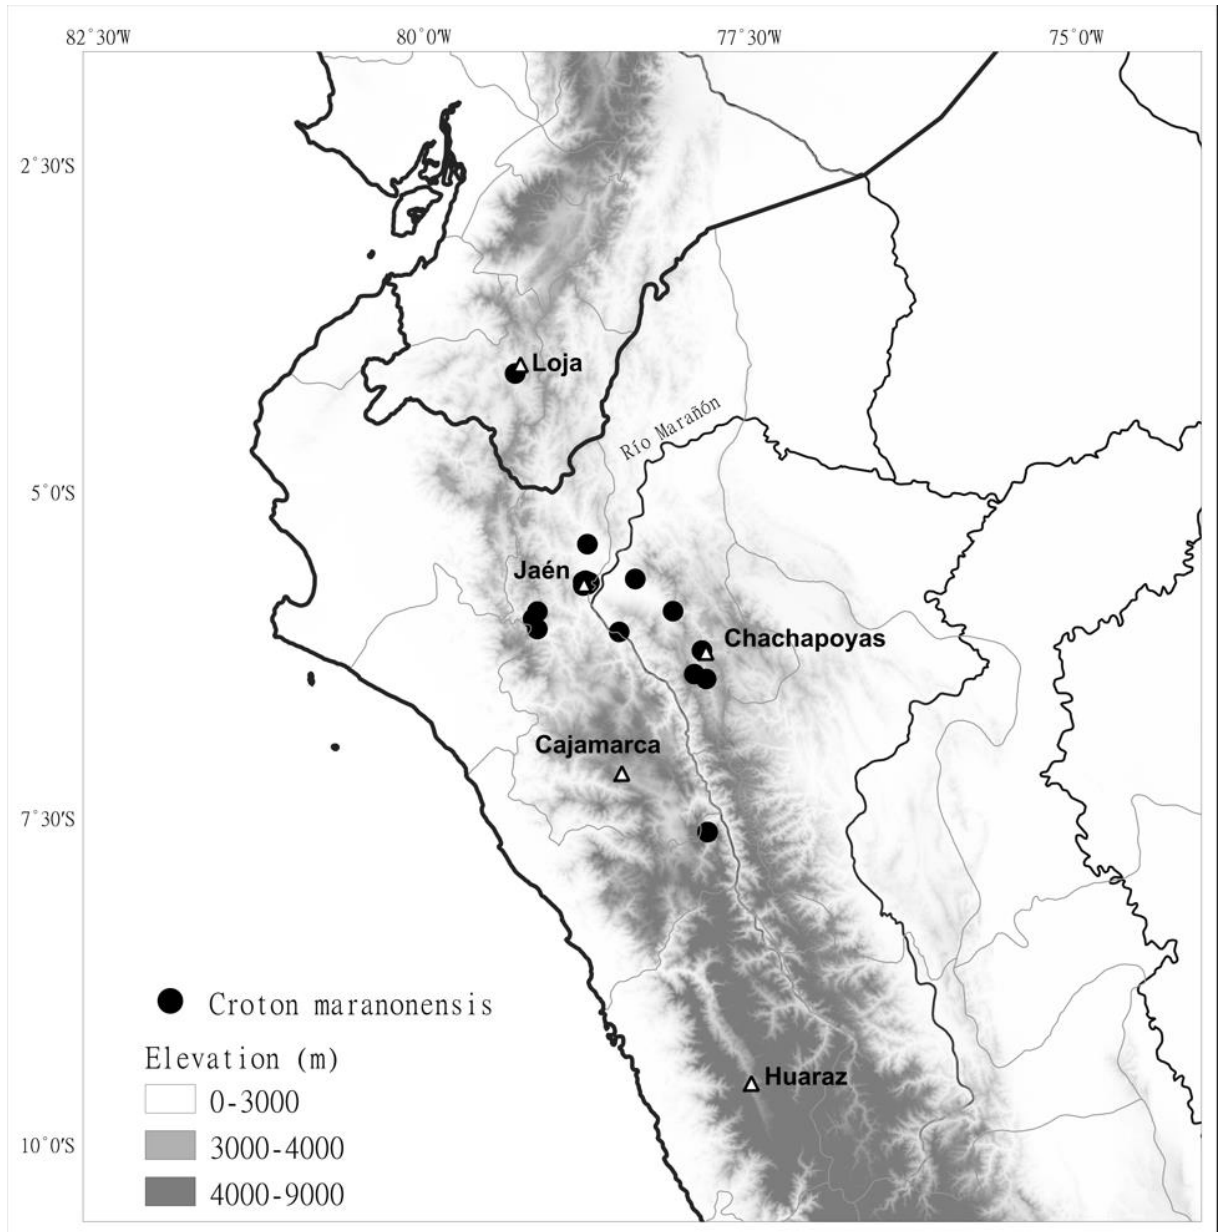 82°30'W 80°0'W 77°30'W 75°0'W
2°30'S
Loja
Río Marañón
5°0'S
Jaén
Chachapoyas
Cajamarca
7°30'S
Croton maranonensis
Elevation (m)
Huaraz
0-3000
3000-4000
10°0'S
4000-9000